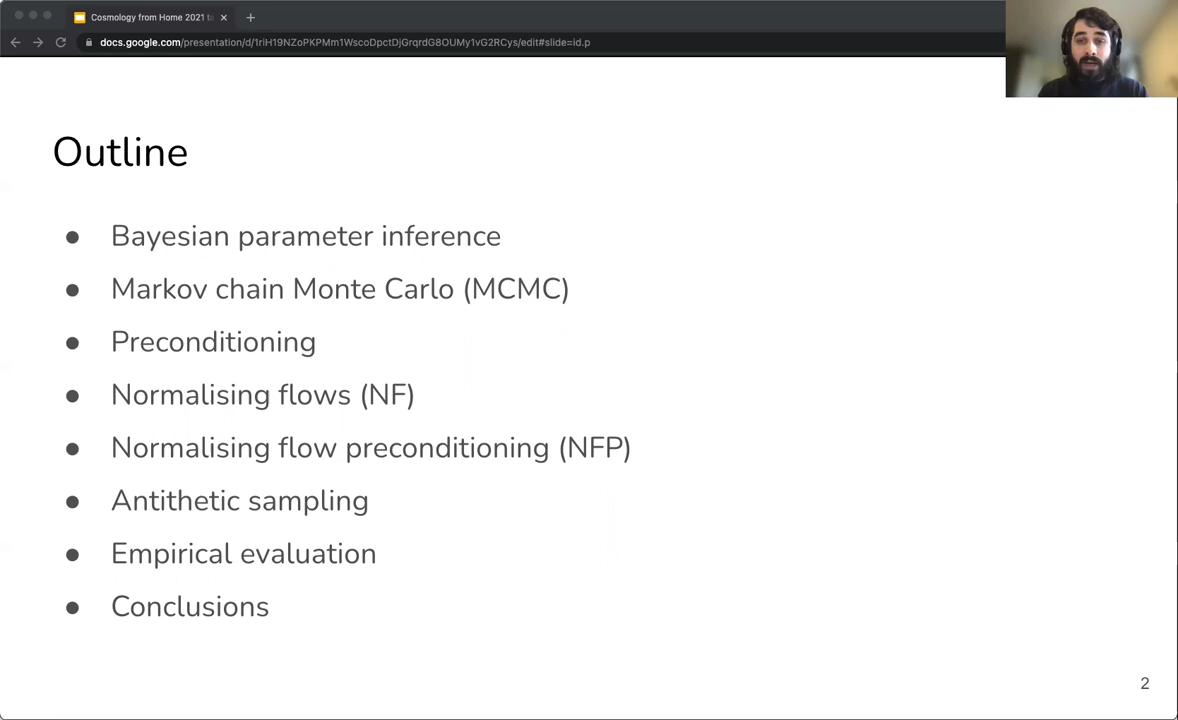 Cosmology from Home 2021 t
docs.google.com/presentation/d/1riH19NZoPKPMm1WscoDpctDjGrqrdG8OUMy1vG2RCys/edit#slide=id.p
Outline
● Bayesian parameter inference
● Markov chain Monte Carlo (MCMC)
● Preconditioning
● Normalising flows (NF)
● Normalising flow preconditioning (NFP)
● Antithetic sampling
● Empirical evaluation
● Conclusions
2